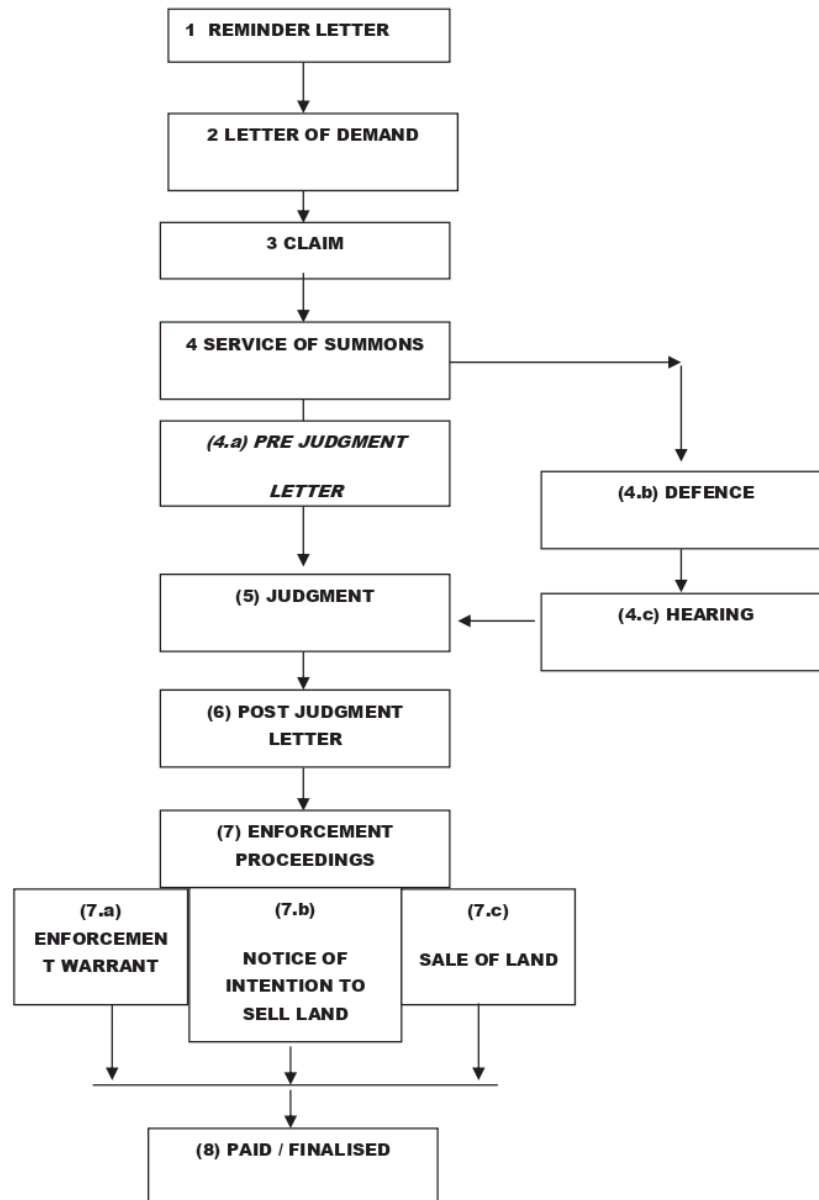 1 REMINDER LETTER
2 LETTER OF DEMAND
3 CLAIM
4 SERVICE OF SUMMONS
(4.a) PRE JUDGMENT
LETTER
(4.b) DEFENCE
(4.c) HEARING
(5) JUDGMENT
(6) POST JUDGMENT
LETTER
(7) ENFORCEMENT
PROCEEDINGS
(7.a)
ENFORCEMEN
T WARRANT
(7.b)
NOTICE OF
INTENTION TO
SELL LAND
(7.c)
SALE OF LAND
(8) PAID / FINALISED